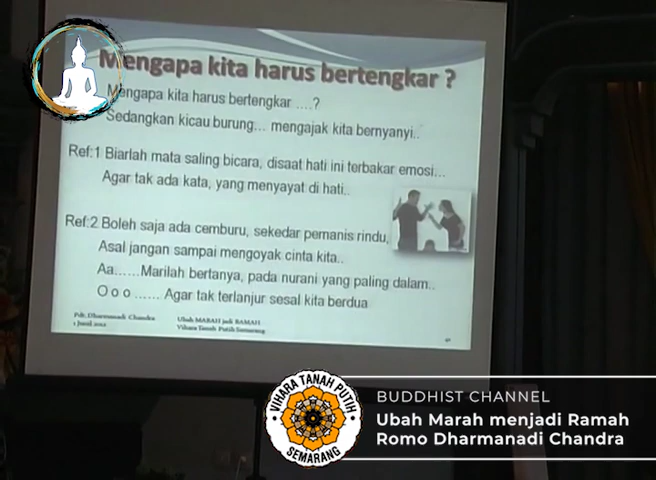 Mengapa kita harus bertengkar ?
Mengapa kita harus bertengkar ....?
Sedangkan kicau burung... mengajak kita bernyanyi..
Ref:1 Biarlah mata saling bicara, disaat hati ini terbakar emosi...
Agar tak ada kata, yang menyayat di hati..
Ref:2 Boleh saja ada cemburu, sekedar pemanis rindu,
Asal jangan sampai mengoyak cinta kita..
Aa......Marilah bertanya, pada nurani yang paling dalam..
O o o ...... Agar tak terlanjur sesal kita berdua
Pdt. Dharmanadi Chandra
Ubah MARAH jadi RAMAH
1 Juni 2012
Vihara Tanah Putih Semarang
VIHARA TANAH PUTIH
SEMARANG
BUDDHIST CHANNEL
Ubah Marah menjadi Ramah
Romo Dharmanadi Chandra